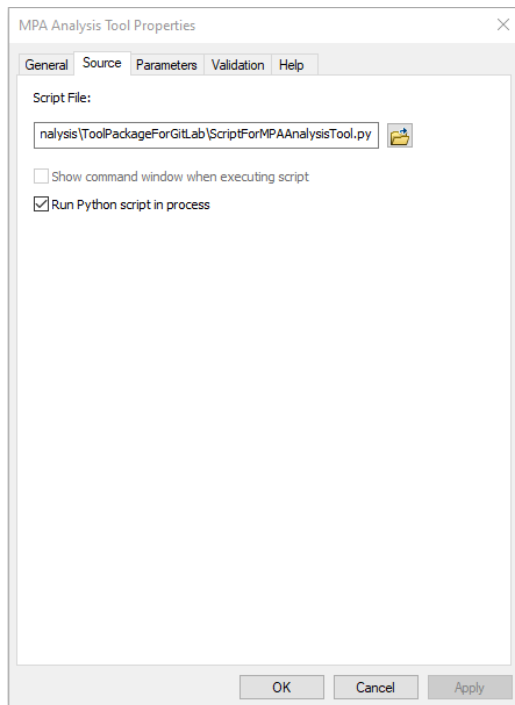 MPA Analysis Tool Properties
General Source Parameters Validation Help
Script File:
nalysis\ToolPackageForGitLab\ScriptForMPAAnalysisTool.py
Show command window when executing script
Run Python script in process
OK Cancel Apply